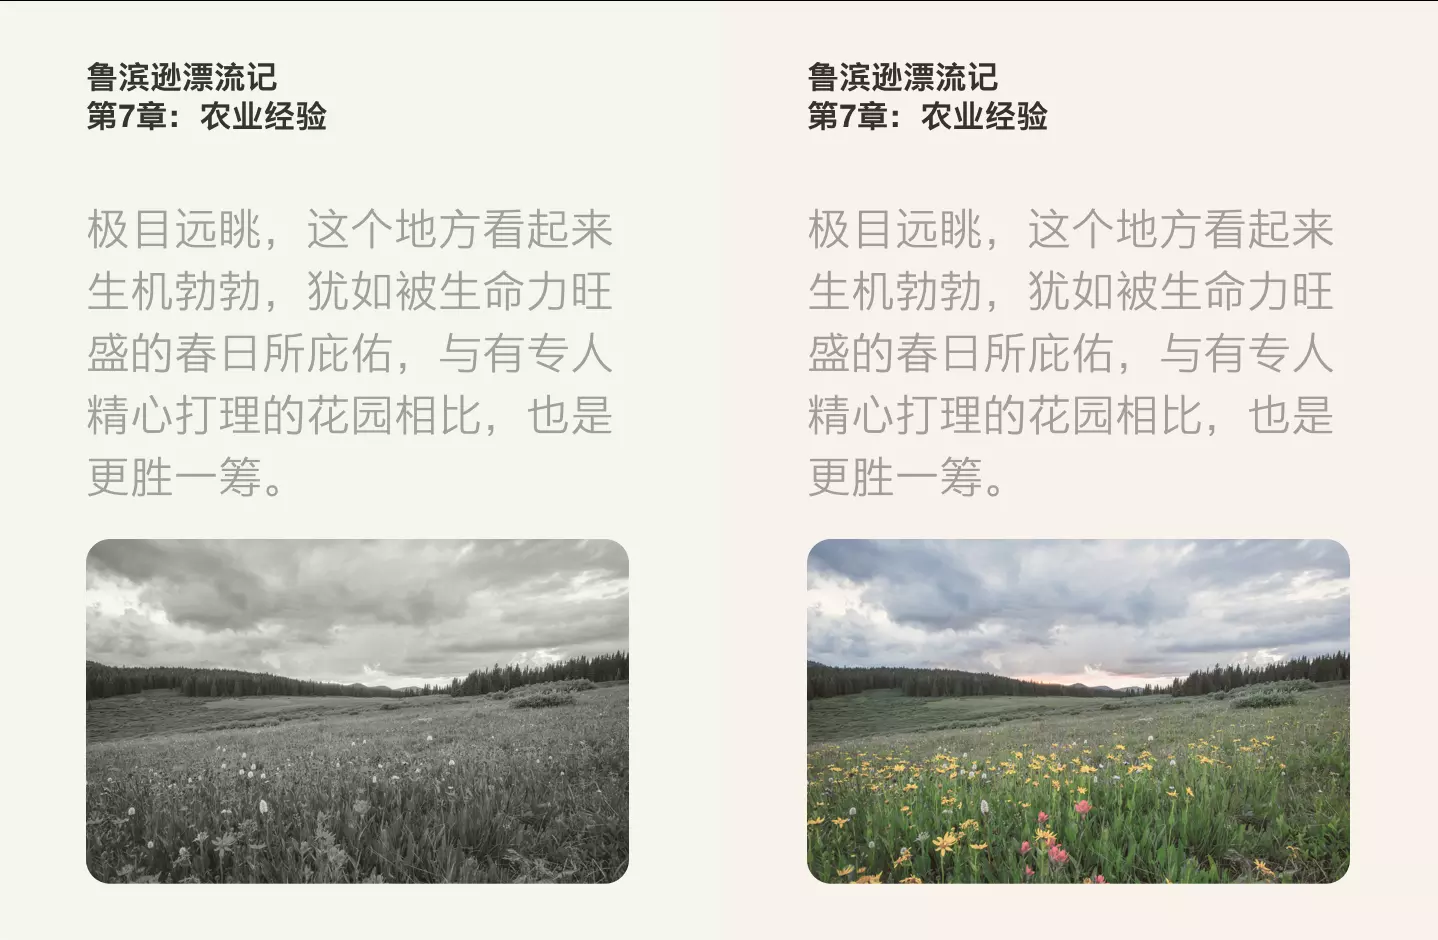 鲁滨逊漂流记
第7章：农业经验
极目远眺，这个地方看起来
生机勃勃，犹如被生命力旺
盛的春日所庇佑，与有专人
精心打理的花园相比，也是
更胜一筹。
鲁滨逊漂流记
第7章：农业经验
极目远眺，这个地方看起来
生机勃勃，犹如被生命力旺
盛的春日所庇佑，与有专人
精心打理的花园相比，也是
更胜一筹。